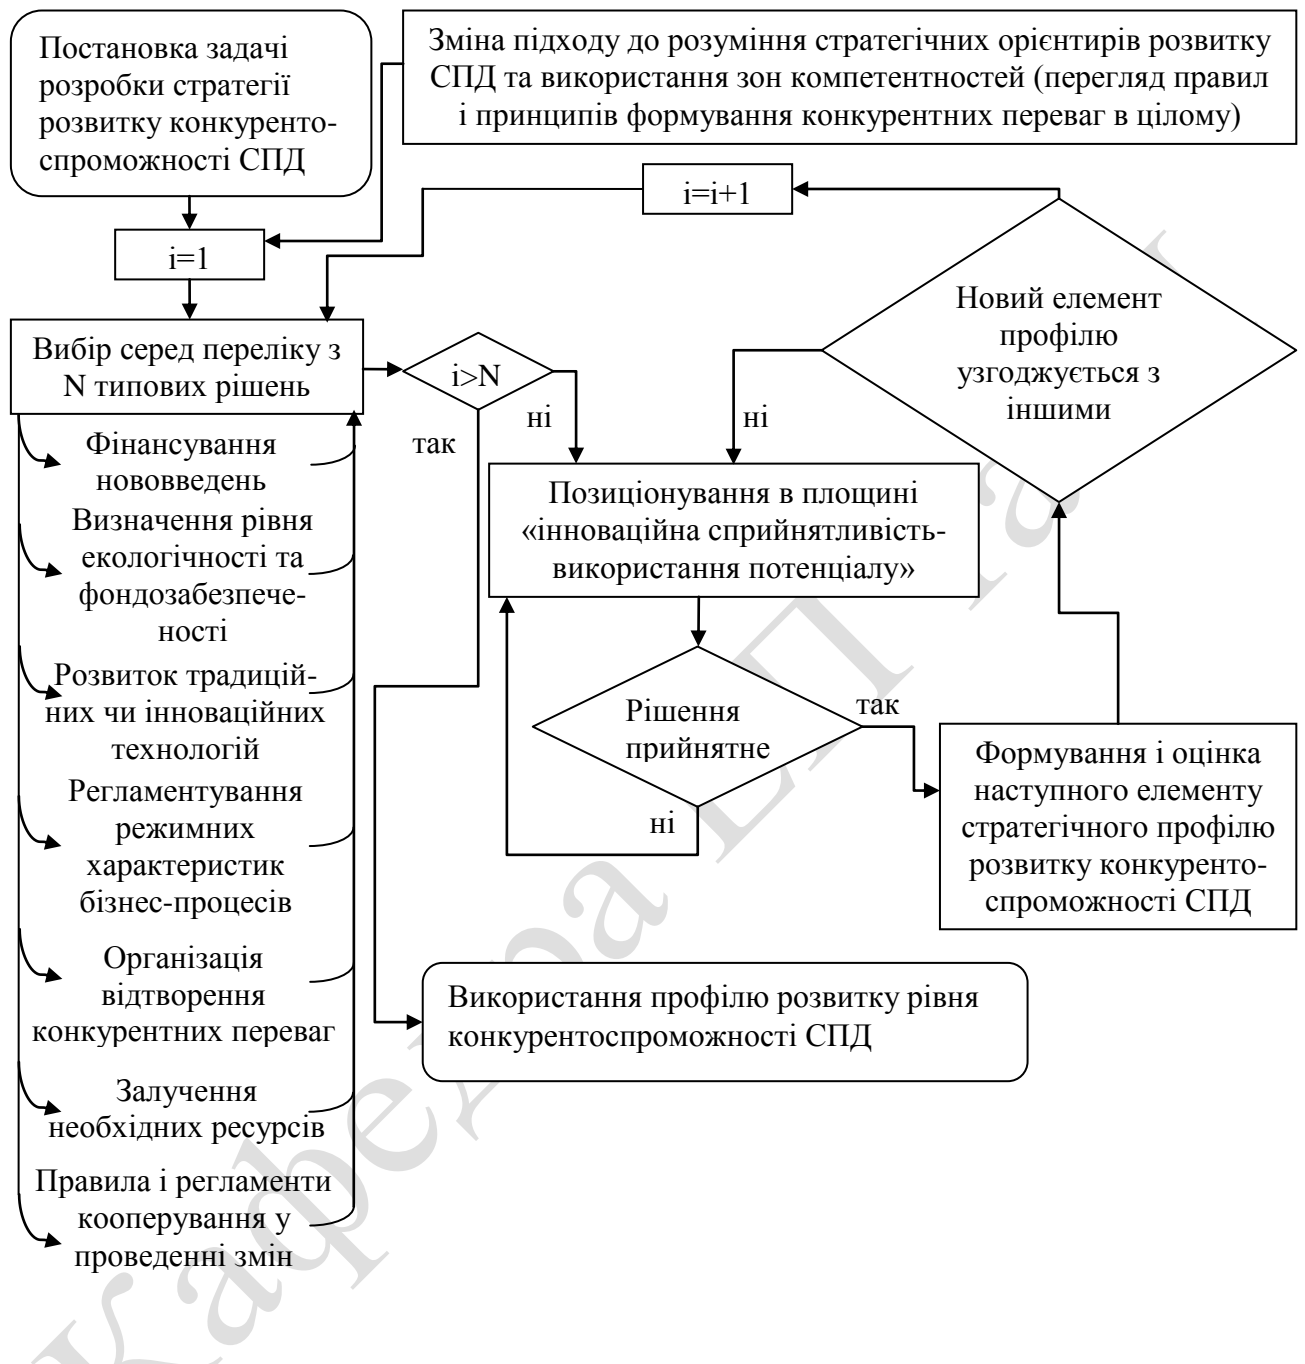 Постановка задачі
розробки стратегії
розвитку конкуренто-
спроможності СПД
Зміна підходу до розуміння стратегічних орієнтирів розвитку
СПД та використання зон компетентностей (перегляд правил
і принципів формування конкурентних переваг в цілому)
i=i+1
i=1
Новий елемент
профілю
узгоджується з
іншими
Вибір серед переліку з
N типових рішень
i>N
ні
так
ні
Фінансування
нововведень
Визначення рівня
екологічності та
фондозабезпече-
ності
Розвиток традицій-
них чи інноваційних
технологій
Регламентування
режимних
характеристик
бізнес-процесів
Організація
відтворення
конкурентних переваг
Залучення
необхідних ресурсів
Правила і регламенти
кооперування у
проведенні змін
Позиціонування в площині
«інноваційна сприйнятливість-
використання потенціалу»
Рішення
прийнятне
так
ні
Формування і оцінка
наступного елементу
стратегічного профілю
розвитку конкуренто-
спроможності СПД
Використання профілю розвитку рівня
конкурентоспроможності СПД
Кафедра ЕП та